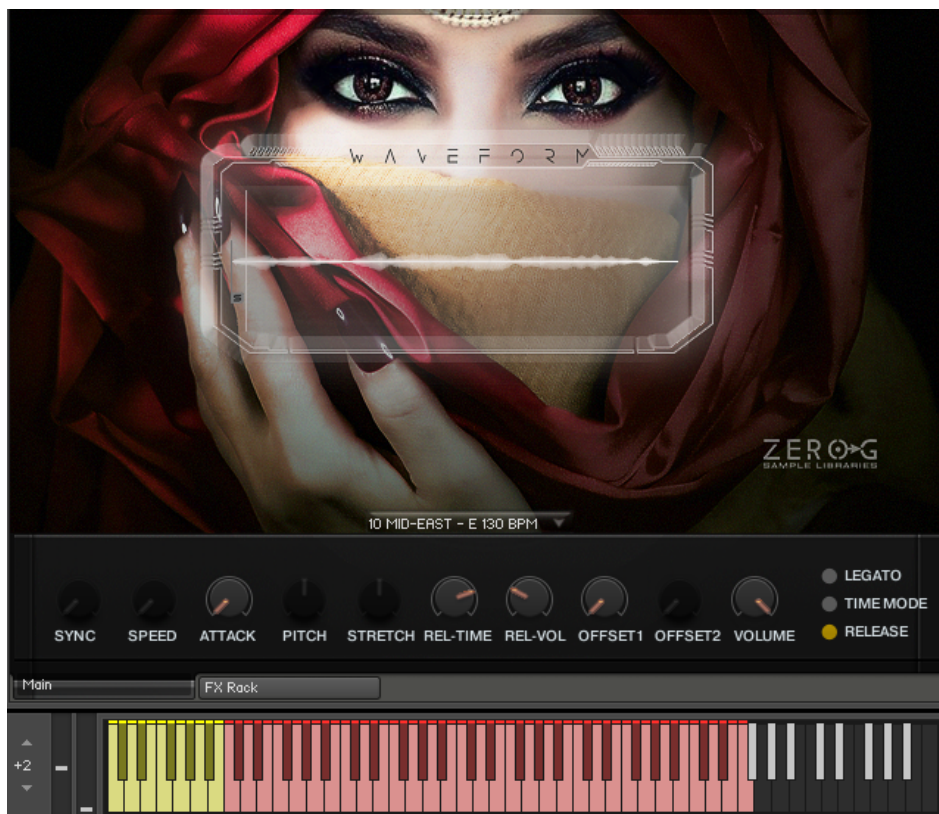 WAVEFORM
S
ZERO-G
SAMPLE LIBRARIES
10 MID-EAST - E 130 BPM
SYNC SPEED ATTACK PITCH STRETCH REL-TIME REL-VOL OFFSET1 OFFSET2 VOLUME
LEGATO
TIME MODE
RELEASE
Main FX Rack
+2